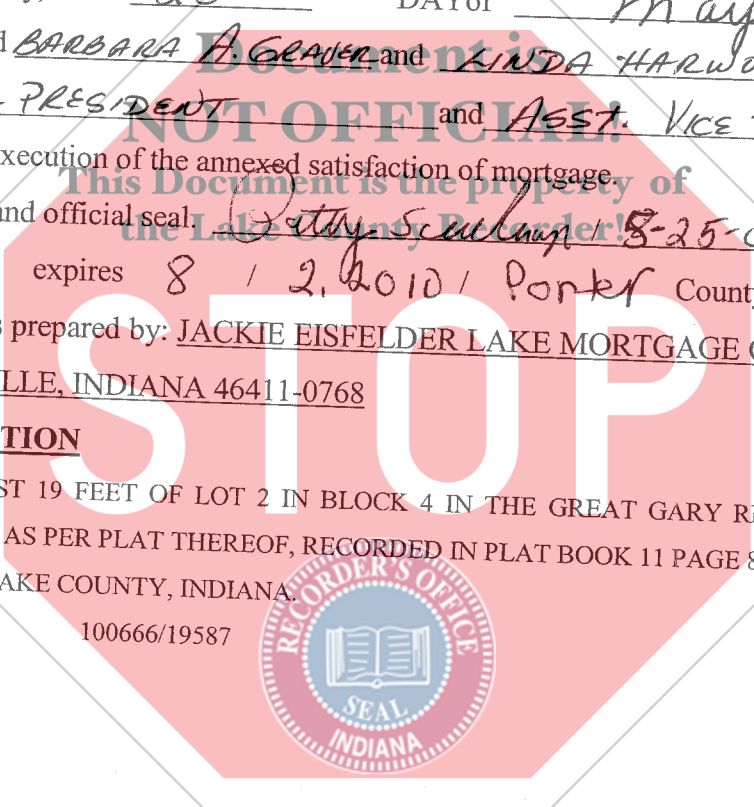 DAY of May
BARBARA A. GRAVER and LINDA HARWO
PRESIDENT and ASST. VICE
Document is
NOT OFFICIAL!
xecution of the annexed satisfaction of mortgage.
This Document is the property of
the Lake County Recorder!
and official seal. / 5-25-0
expires 8 / 2, 2010 / Porter County
s prepared by: JACKIE EISFELDER LAKE MORTGAGE
LLE, INDIANA 46411-0768
TION
ST 19 FEET OF LOT 2 IN BLOCK 4 IN THE GREAT GARY R
AS PER PLAT THEREOF, RECORDED IN PLAT BOOK 11 PAGE 8
AKE COUNTY, INDIANA.
100666/19587
STOP
RECORDER'S OFFICE
SEAL
INDIANA